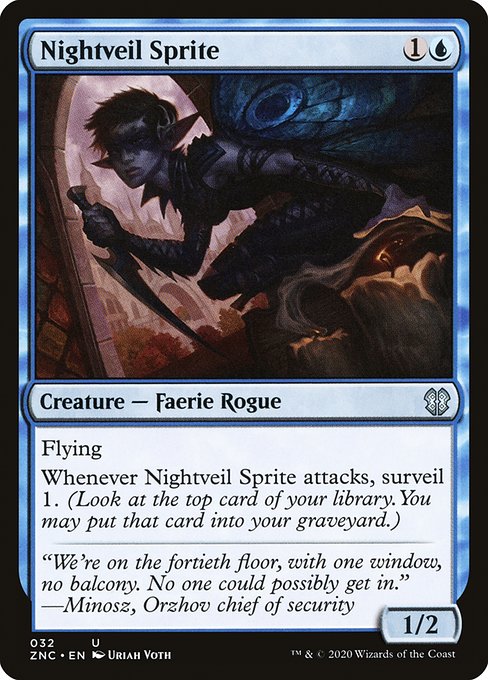 Nightveil Sprite 1
Creature — Faerie Rogue
Flying
Whenever Nightveil Sprite attacks, surveil
1. (Look at the top card of your library. You
may put that card into your graveyard.)
“We’re on the fortieth floor, with one window,
no balcony. No one could possibly get in.”
—Minosz, Orzhov chief of security
1/2
032 U
ZNC • EN Uriah Voth
™ & © 2020 Wizards of the Coast